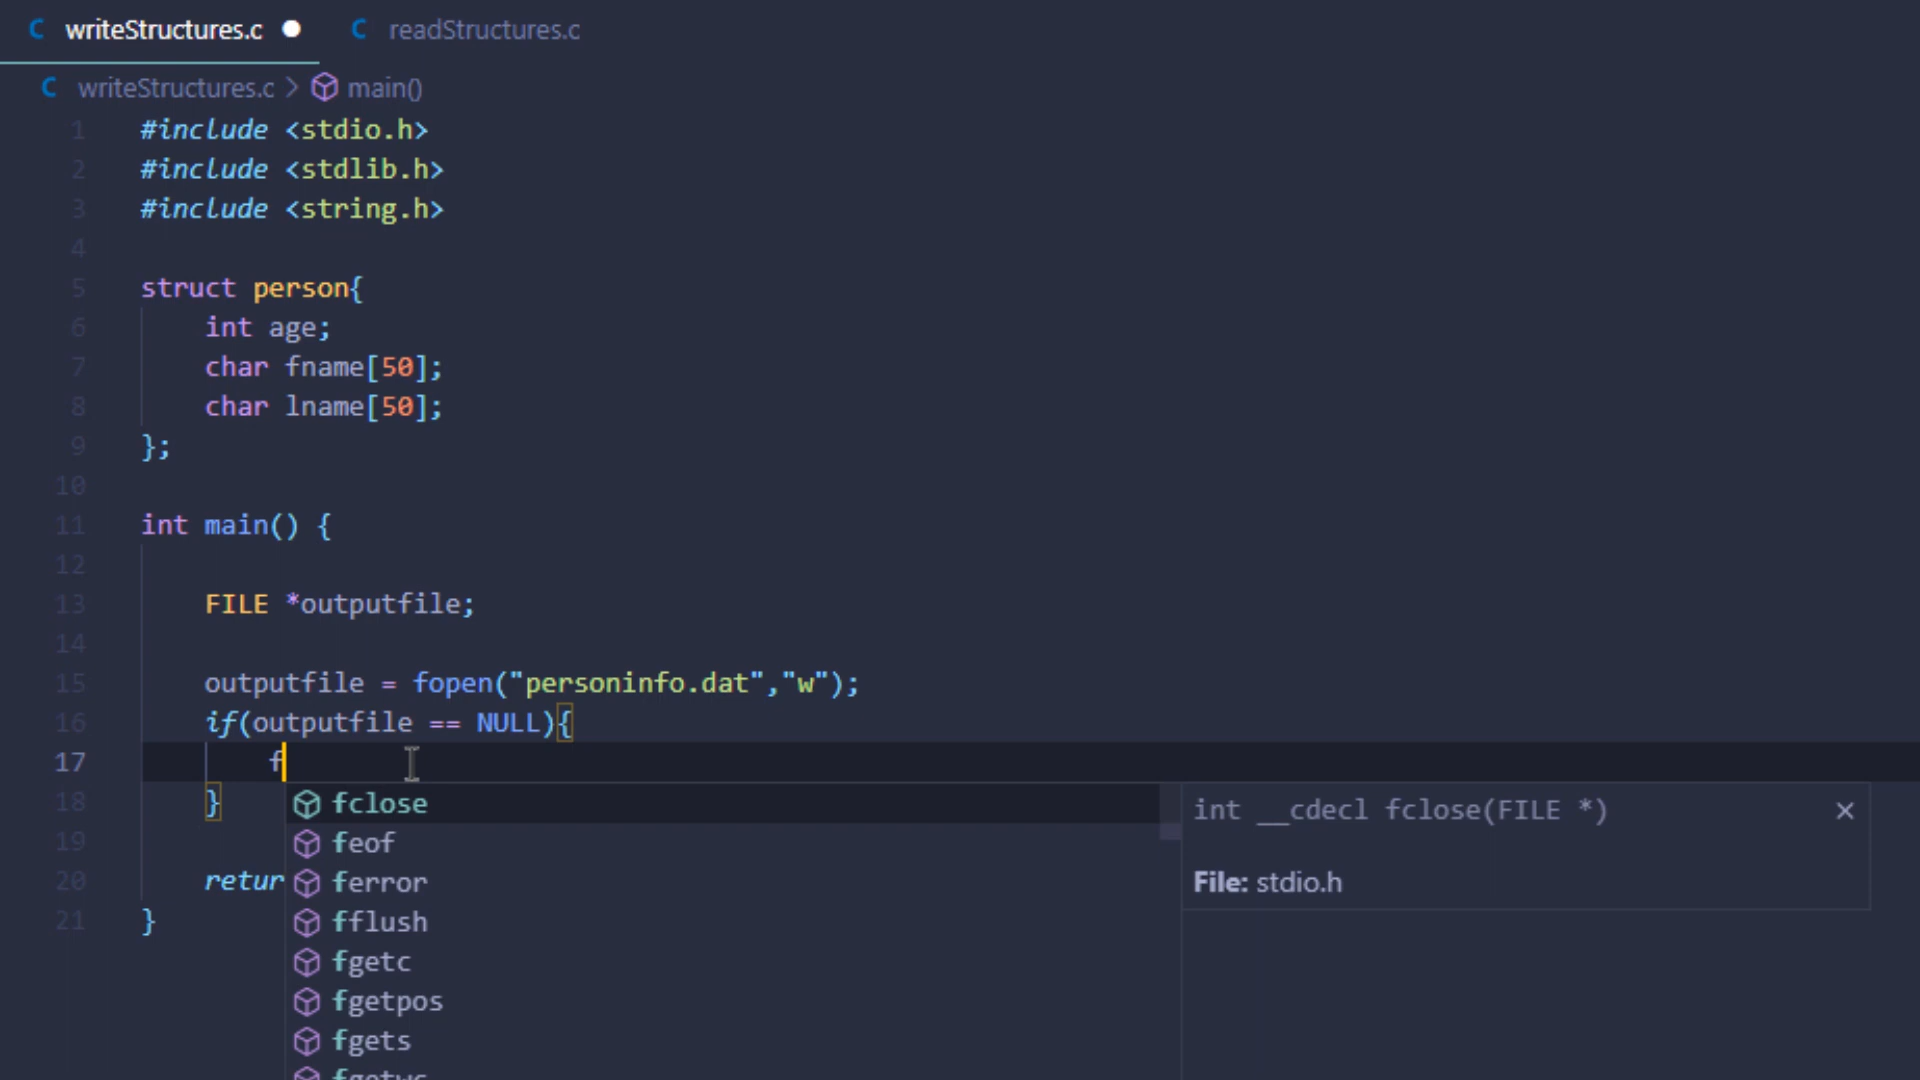 writeStructures.c readStructures.c
writeStructures.c > main()
1 #include <stdio.h>
2 #include <stdlib.h>
3 #include <string.h>
4
5 struct person{
6 int age;
7 char fname[50];
8 char lname[50];
9 };
10
11 int main() {
12
13 FILE *outputfile;
14
15 outputfile = fopen("personinfo.dat","w");
16 if(outputfile == NULL){
17 f
18 }
19
20 retur
21 }
fclose
feof
ferror
fflush
fgetc
fgetpos
fgets
fgetwc
int __cdecl fclose(FILE *)
File: stdio.h